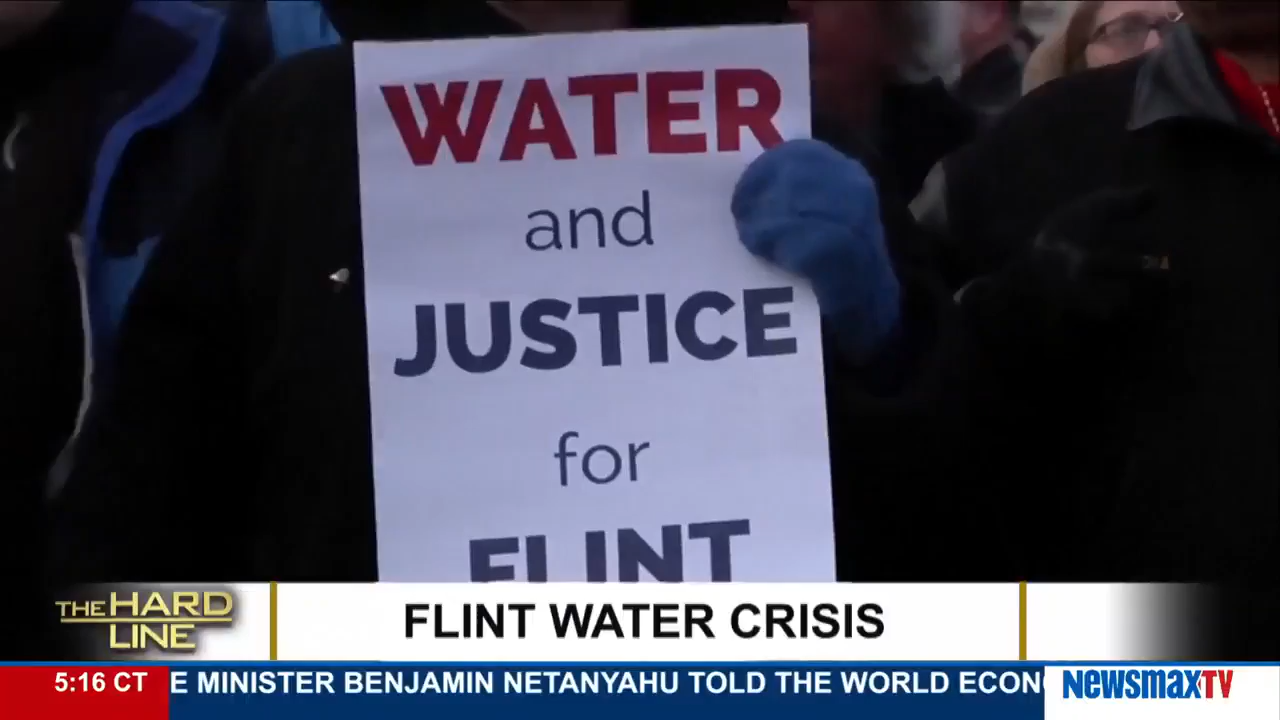 WATER
and
JUSTICE
for
FLINT
THE HARD
LINE
FLINT WATER CRISIS
5:16 CT
E MINISTER BENJAMIN NETANYAHU TOLD THE WORLD ECON
NewsmaxTV